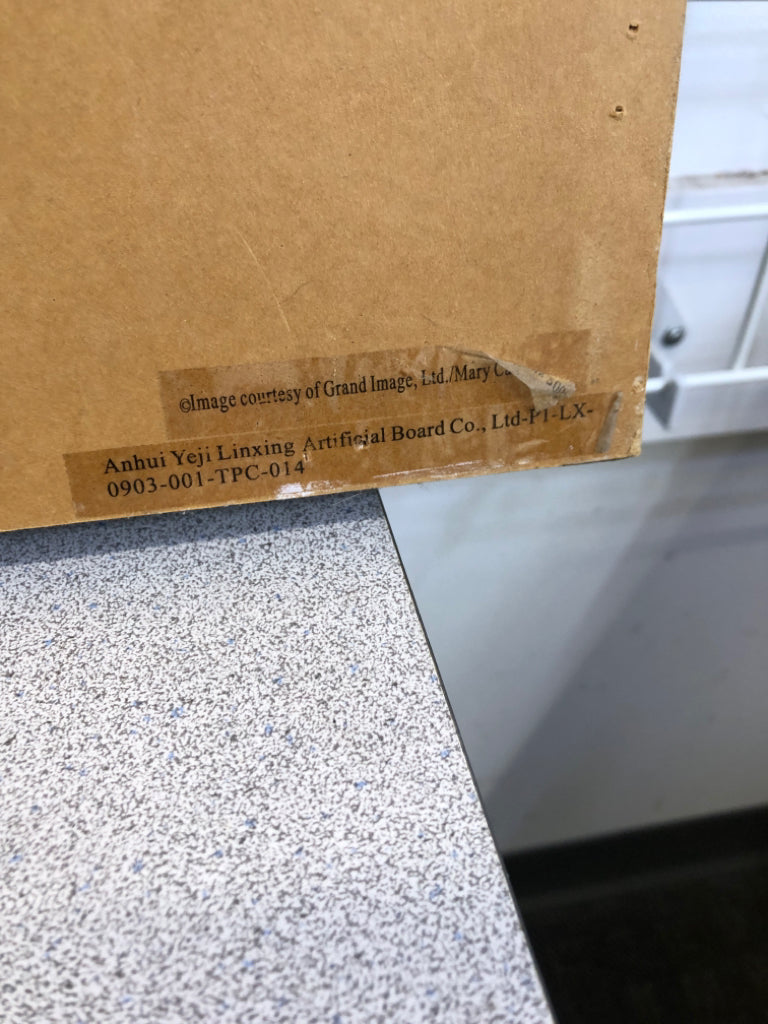 ©Image courtesy of Grand Image, Ltd./Mary
Anhui Yeji Linxing Artificial Board Co., Ltd-P1-LX-
0903-001-TPC-014